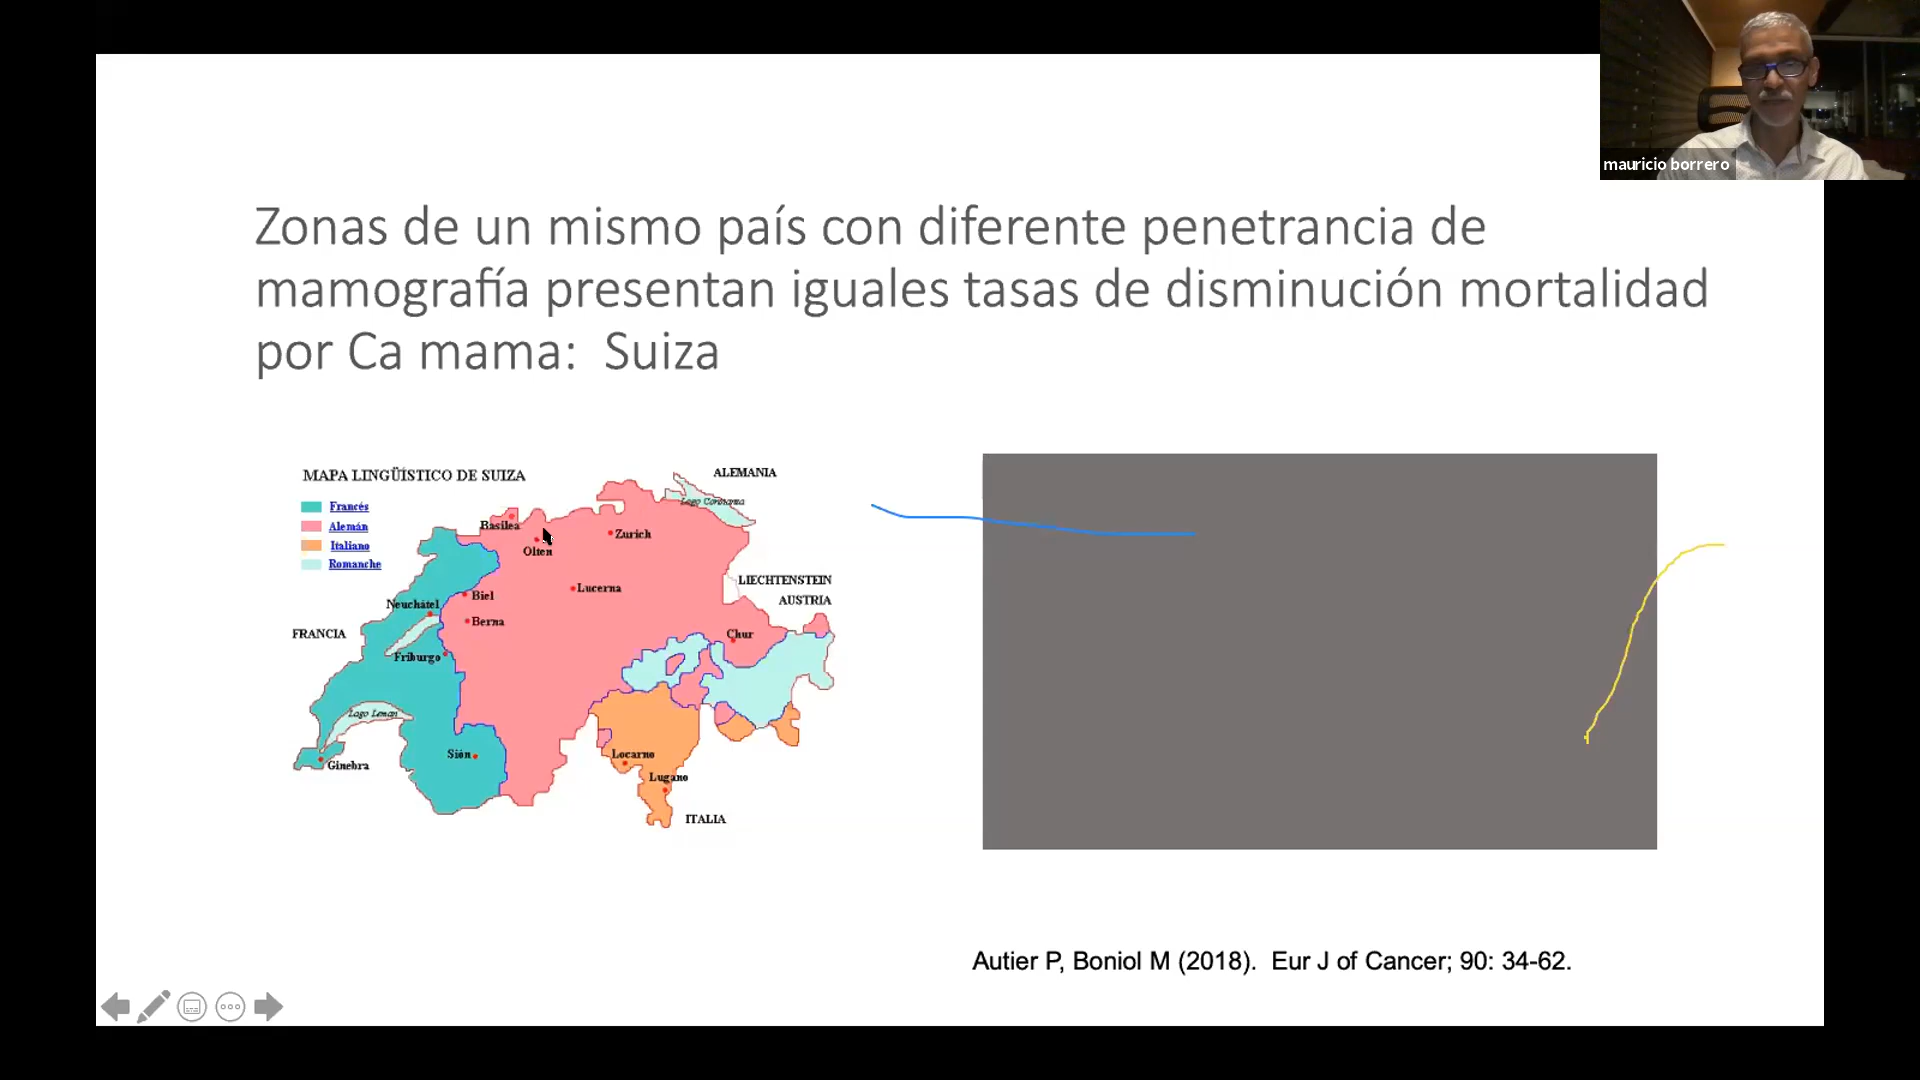 mauricio borrero
Zonas de un mismo país con diferente penetrancia de
mamografía presentan iguales tasas de disminución mortalidad
por Ca mama:  Suiza
MAPA LINGÜÍSTICO DE SUIZA
Francés
Alemán
Italiano
Romanche
ALEMANIA
Lago Constanza
Basilea
Olten
Zurich
LIECHTENSTEIN
AUSTRIA
Lucerna
Biel
Neuchâtel
Berna
FRANCIA
Chur
Friburgo
Lago Leman
Sión
Locarno
Ginebra
Lugano
ITALIA
Autier P, Boniol M (2018).  Eur J of Cancer; 90: 34-62.